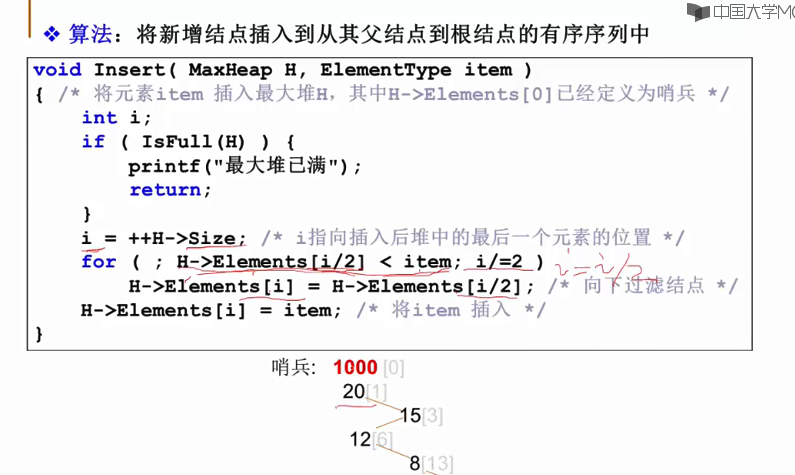 中国大学MO
❖ 算法：将新增结点插入到从其父结点到根结点的有序序列中
void Insert( MaxHeap H, ElementType item )
{ /* 将元素item 插入最大堆H，其中H->Elements[0]已经定义为哨兵 */
int i;
if ( IsFull(H) ) {
printf("最大堆已满");
return;
}
i = ++H->Size; /* i指向插入后堆中的最后一个元素的位置 */
for ( ; H->Elements[i/2] < item; i/=2 ) i=i/2
H->Elements[i] = H->Elements[i/2]; /* 向下过滤结点 */
H->Elements[i] = item; /* 将item 插入 */
}
哨兵: 1000 [0]
20[1]
15[3]
12[6]
8[13]